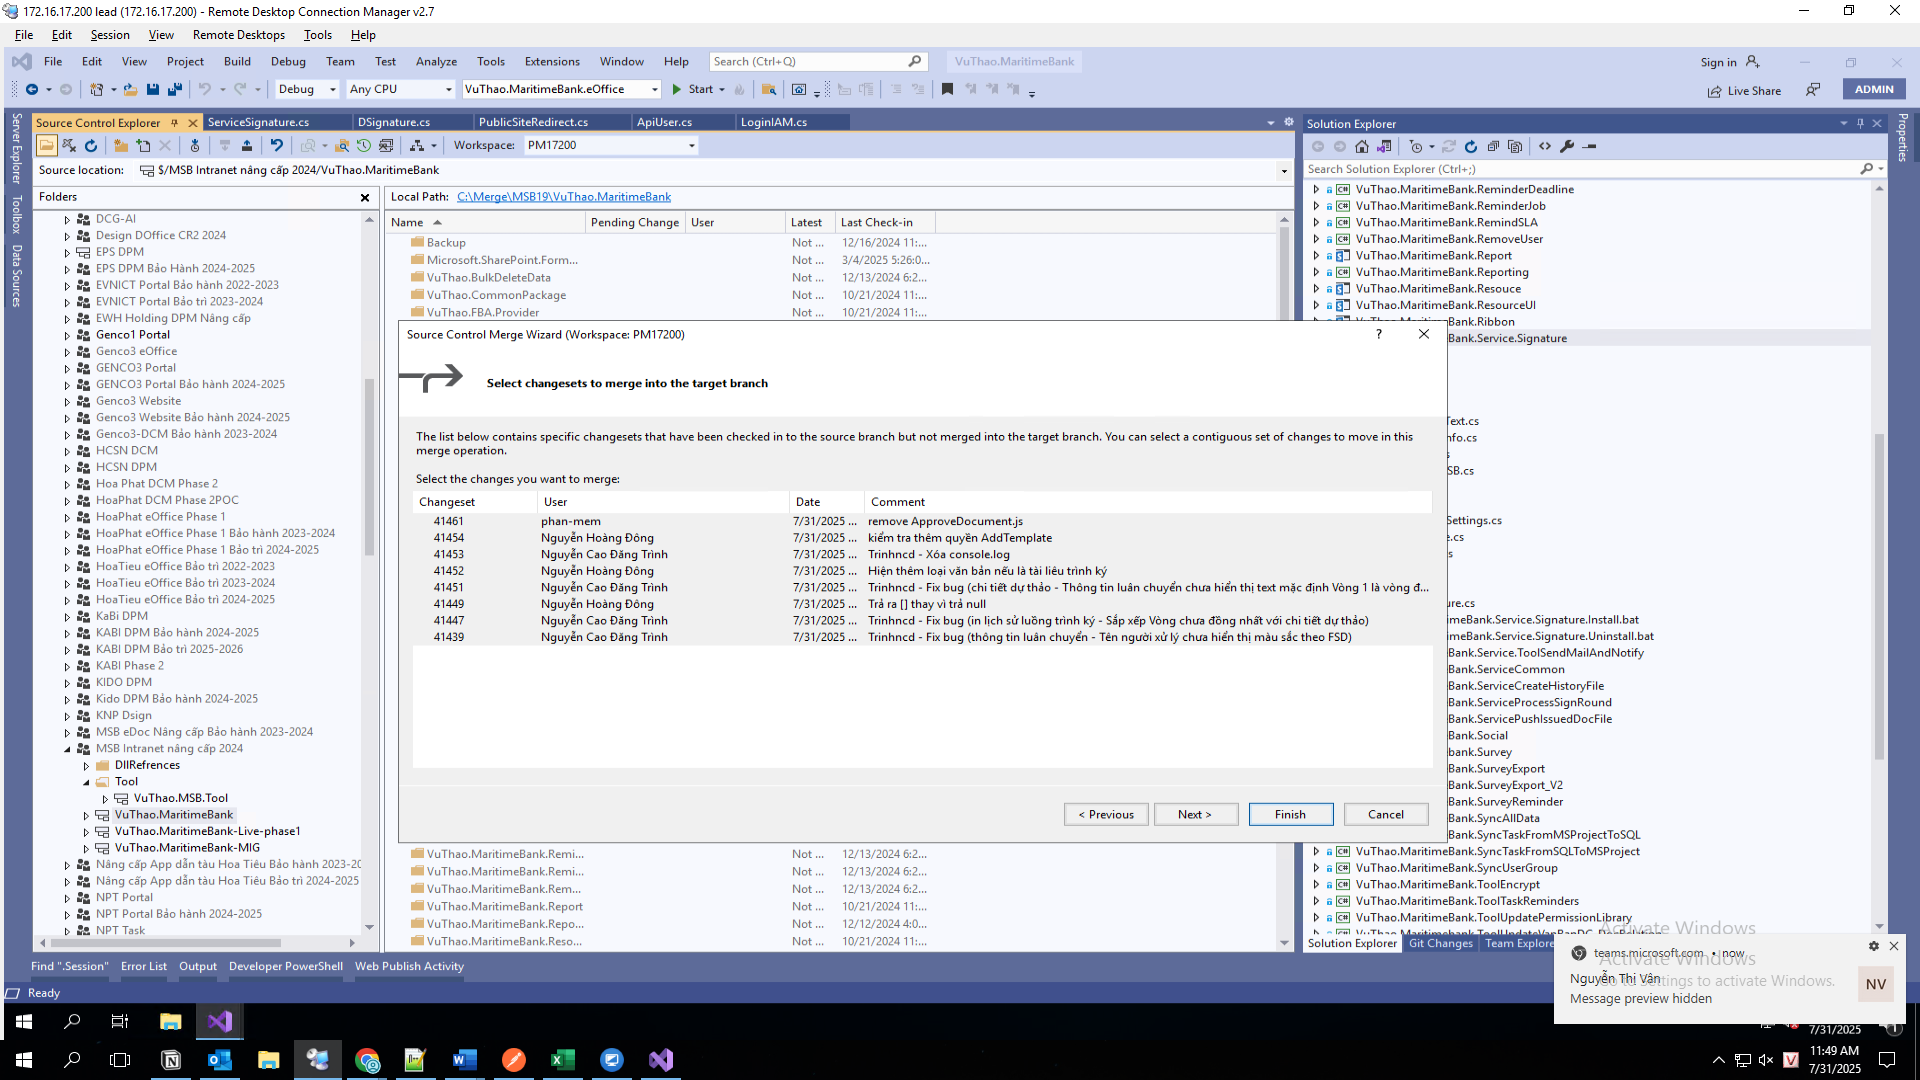 172.16.17.200 lead (172.16.17.200) - Remote Desktop Connection Manager v2.7
File Edit Session View Remote Desktops Tools Help
File Edit View Project Build Debug Team Test Analyze Tools Extensions Window Help Search (Ctrl+Q) VuThao.MaritimeBank Sign in
Debug Any CPU VuThao.MaritimeBank.eOffice Start Live Share ADMIN
Source Control Explorer ServiceSignature.cs DSignature.cs PublicSiteRedirect.cs ApiUser.cs LoginIAM.cs
Workspace: PM17200
Source location: $/MSB Intranet nâng cấp 2024/VuThao.MaritimeBank
Server Explorer
Toolbox
Data Sources
Folders
DCG-AI
Design DOffice CR2 2024
EPS DPM
EPS DPM Bảo Hành 2024-2025
EVNICT Portal Bảo hành 2022-2023
EVNICT Portal Bảo trì 2023-2024
EWH Holding DPM Nâng cấp
Genco1 Portal
Genco3 eOffice
GENCO3 Portal
GENCO3 Portal Bảo hành 2024-2025
Genco3 Website
Genco3 Website Bảo hành 2024-2025
Genco3-DCM Bảo hành 2023-2024
HCSN DCM
HCSN DPM
Hoa Phat DCM Phase 2
HoaPhat DCM Phase 2POC
HoaPhat eOffice Phase 1
HoaPhat eOffice Phase 1 Bảo hành 2023-2024
HoaPhat eOffice Phase 1 Bảo trì 2024-2025
HoaTieu eOffice Bảo trì 2022-2023
HoaTieu eOffice Bảo trì 2023-2024
HoaTieu eOffice Bảo trì 2024-2025
KaBi DPM
KABI DPM Bảo hành 2024-2025
KABI DPM Bảo trì 2025-2026
KABI Phase 2
KIDO DPM
Kido DPM Bảo hành 2024-2025
KNP Dsign
MSB eDoc Nâng cấp Bảo hành 2023-2024
MSB Intranet nâng cấp 2024
DllRefrences
Tool
VuThao.MSB.Tool
VuThao.MaritimeBank
VuThao.MaritimeBank-Live-phase1
VuThao.MaritimeBank-MIG
Nâng cấp App dẫn tàu Hoa Tiêu Bảo hành 2023-20
Nâng cấp App dẫn tàu Hoa Tiêu Bảo trì 2024-2025
NPT Portal
NPT Portal Bảo hành 2024-2025
NPT Task
Local Path: C:\Merge\MSB19\VuThao.MaritimeBank
Name Pending Change User Latest Last Check-in
Backup Not ... 12/16/2024 11:...
Microsoft.SharePoint.Form... Not ... 3/4/2025 5:26:0...
VuThao.BulkDeleteData Not ... 12/13/2024 6:2...
VuThao.CommonPackage Not ... 10/21/2024 11:...
VuThao.FBA.Provider Not ... 10/21/2024 11:...
Source Control Merge Wizard (Workspace: PM17200)
Select changesets to merge into the target branch
The list below contains specific changesets that have been checked in to the source branch but not merged into the target branch. You can select a contiguous set of changes to move in this
merge operation.
Select the changes you want to merge:
Changeset User Date Comment
41461 phan-mem 7/31/2025 ... remove ApproveDocument.js
41454 Nguyễn Hoàng Đông 7/31/2025 ... kiểm tra thêm quyền AddTemplate
41453 Nguyễn Cao Đăng Trình 7/31/2025 ... Trinhncd - Xóa console.log
41452 Nguyễn Hoàng Đông 7/31/2025 ... Hiện thêm loại văn bản nếu là tài liêu trình ký
41451 Nguyễn Cao Đăng Trình 7/31/2025 ... Trinhncd - Fix bug (chi tiết dự thảo - Thông tin luân chuyển chưa hiển thị text mặc định Vòng 1 là vòng đ...
41449 Nguyễn Hoàng Đông 7/31/2025 ... Trả ra [] thay vì trả null
41447 Nguyễn Cao Đăng Trình 7/31/2025 ... Trinhncd - Fix bug (in lịch sử luồng trình ký - Sắp xếp Vòng chưa đồng nhất với chi tiết dự thảo)
41439 Nguyễn Cao Đăng Trình 7/31/2025 ... Trinhncd - Fix bug (thông tin luân chuyển - Tên người xử lý chưa hiển thị màu sắc theo FSD)
< Previous Next > Finish Cancel
VuThao.MaritimeBank.Remi... Not ... 12/13/2024 6:2...
VuThao.MaritimeBank.Remi... Not ... 12/13/2024 6:2...
VuThao.MaritimeBank.Rem... Not ... 12/13/2024 6:2...
VuThao.MaritimeBank.Report Not ... 10/21/2024 11:...
VuThao.MaritimeBank.Repo... Not ... 12/12/2024 4:0...
VuThao.MaritimeBank.Reso... Not ... 10/21/2024 11:...
Solution Explorer
Properties
Search Solution Explorer (Ctrl+;)
VuThao.MaritimeBank.ReminderDeadline
VuThao.MaritimeBank.ReminderJob
VuThao.MaritimeBank.RemindSLA
VuThao.MaritimeBank.RemoveUser
VuThao.MaritimeBank.Report
VuThao.MaritimeBank.Reporting
VuThao.MaritimeBank.Resouce
VuThao.MaritimeBank.ResourceUI
VuThao.MaritimeBank.Ribbon
Bank.Service.Signature
Text.cs
nfo.cs
s
SB.cs
Settings.cs
e.cs
s
ure.cs
imeBank.Service.Signature.Install.bat
imeBank.Service.Signature.Uninstall.bat
Bank.Service.ToolSendMailAndNotify
Bank.ServiceCommon
Bank.ServiceCreateHistoryFile
Bank.ServiceProcessSignRound
Bank.ServicePushIssuedDocFile
Bank.Social
bank.Survey
Bank.SurveyExport
Bank.SurveyExport_V2
Bank.SurveyReminder
Bank.SyncAllData
Bank.SyncTaskFromMSProjectToSQL
VuThao.MaritimeBank.SyncTaskFromSQLToMSProject
VuThao.MaritimeBank.SyncUserGroup
VuThao.MaritimeBank.ToolEncrypt
VuThao.MaritimeBank.ToolTaskReminders
VuThao.MaritimeBank.ToolUpdatePermissionLibrary
Solution Explorer Git Changes Team Explore
Activate Windows
Activate Windows
Go to Settings to activate Windows.
teams.microsoft.com • now
Nguyễn Thị Vân
Message preview hidden
NV
Find ".Session" Error List Output Developer PowerShell Web Publish Activity
Ready
7/31/2025
1
11:49 AM
7/31/2025